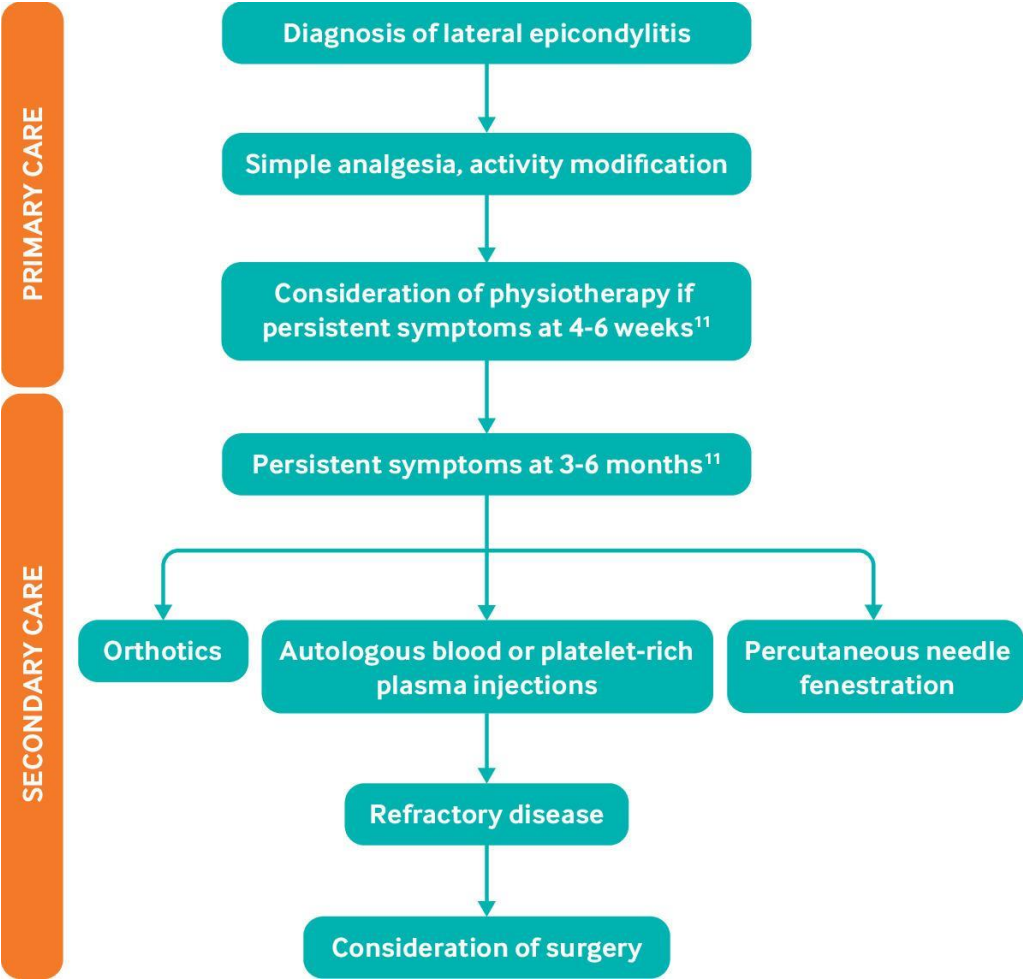 PRIMARY CARE
Diagnosis of lateral epicondylitis
Simple analgesia, activity modification
Consideration of physiotherapy if
persistent symptoms at 4-6 weeks¹¹
SECONDARY CARE
Persistent symptoms at 3-6 months¹¹
Orthotics
Autologous blood or platelet-rich
plasma injections
Percutaneous needle
fenestration
Refractory disease
Consideration of surgery